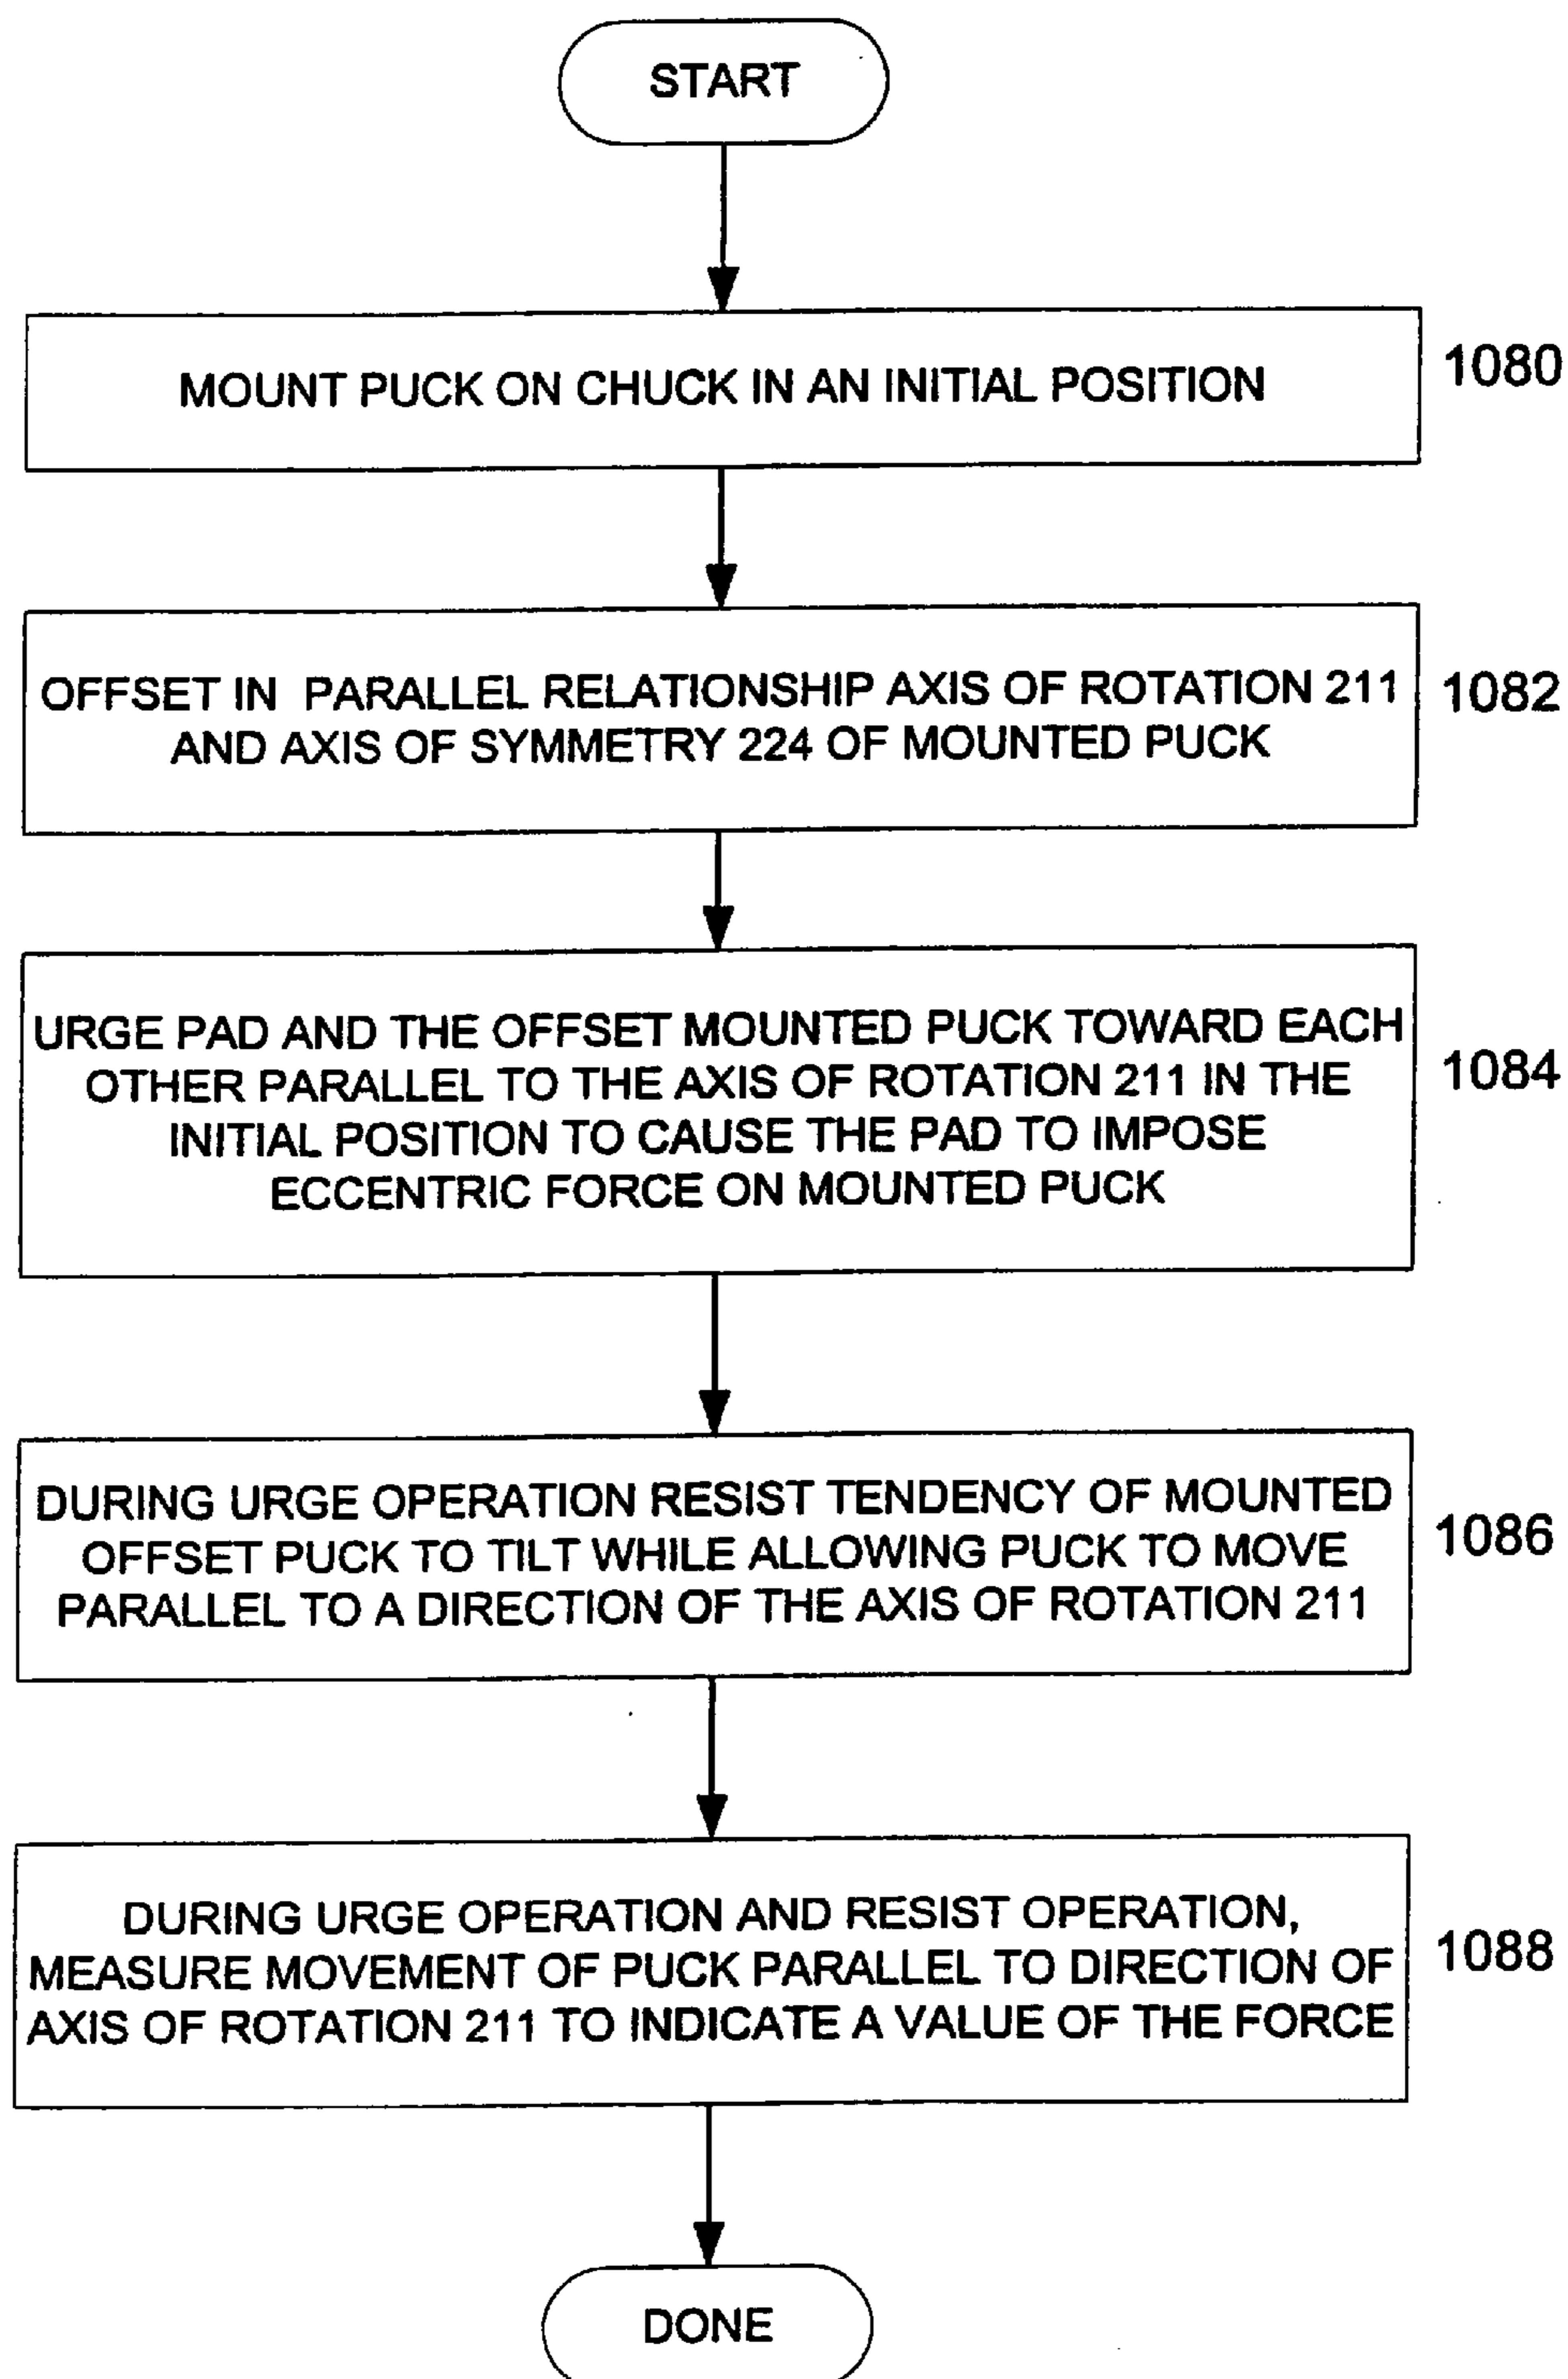 START
MOUNT PUCK ON CHUCK IN AN INITIAL POSITION
1080
OFFSET IN PARALLEL RELATIONSHIP AXIS OF ROTATION 211
AND AXIS OF SYMMETRY 224 OF MOUNTED PUCK
1082
URGE PAD AND THE OFFSET MOUNTED PUCK TOWARD EACH
OTHER PARALLEL TO THE AXIS OF ROTATION 211 IN THE
INITIAL POSITION TO CAUSE THE PAD TO IMPOSE
ECCENTRIC FORCE ON MOUNTED PUCK
1084
DURING URGE OPERATION RESIST TENDENCY OF MOUNTED
OFFSET PUCK TO TILT WHILE ALLOWING PUCK TO MOVE
PARALLEL TO A DIRECTION OF THE AXIS OF ROTATION 211
1086
DURING URGE OPERATION AND RESIST OPERATION,
MEASURE MOVEMENT OF PUCK PARALLEL TO DIRECTION OF
AXIS OF ROTATION 211 TO INDICATE A VALUE OF THE FORCE
1088
DONE